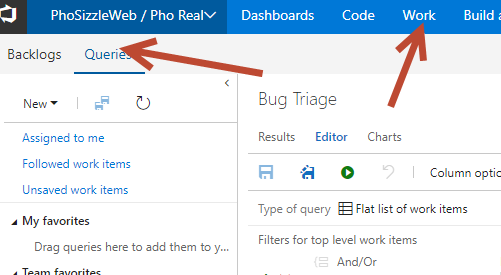 PhoSizzleWeb / Pho Real Dashboards Code Work Build a
Backlogs Queries
New
Assigned to me
Followed work items
Unsaved work items
My favorites
Drag queries here to add them to y...
Team favorites
Bug Triage
Results Editor Charts
Column optio
Type of query Flat list of work items
Filters for top level work items
And/Or